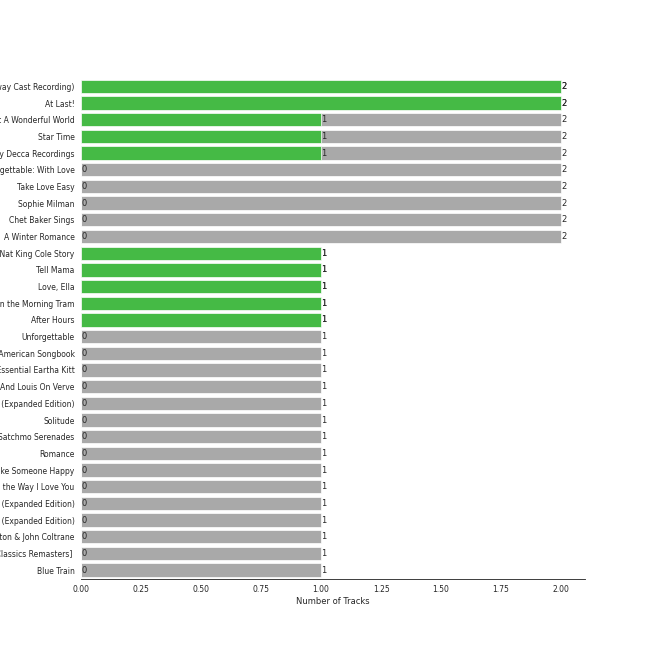 way Cast Recording) 2
At Last! 2
t A Wonderful World 1 2
Star Time 1 2
y Decca Recordings 1 2
gettable: With Love 0 2
Take Love Easy 0 2
Sophie Milman 0 2
Chet Baker Sings 0 2
A Winter Romance 0 2
Nat King Cole Story 1
Tell Mama 1
Love, Ella 1
n the Morning Tram 1
After Hours 1
Unforgettable 0 1
American Songbook 0 1
Essential Eartha Kitt 0 1
And Louis On Verve 0 1
(Expanded Edition) 0 1
Solitude 0 1
Satchmo Serenades 0 1
Romance 0 1
ke Someone Happy 0 1
the Way I Love You 0 1
(Expanded Edition) 0 1
(Expanded Edition) 0 1
ton & John Coltrane 0 1
Classics Remasters] 0 1
Blue Train 0 1
0.00 0.25 0.50 0.75 1.00 1.25 1.50 1.75 2.00
Number of Tracks